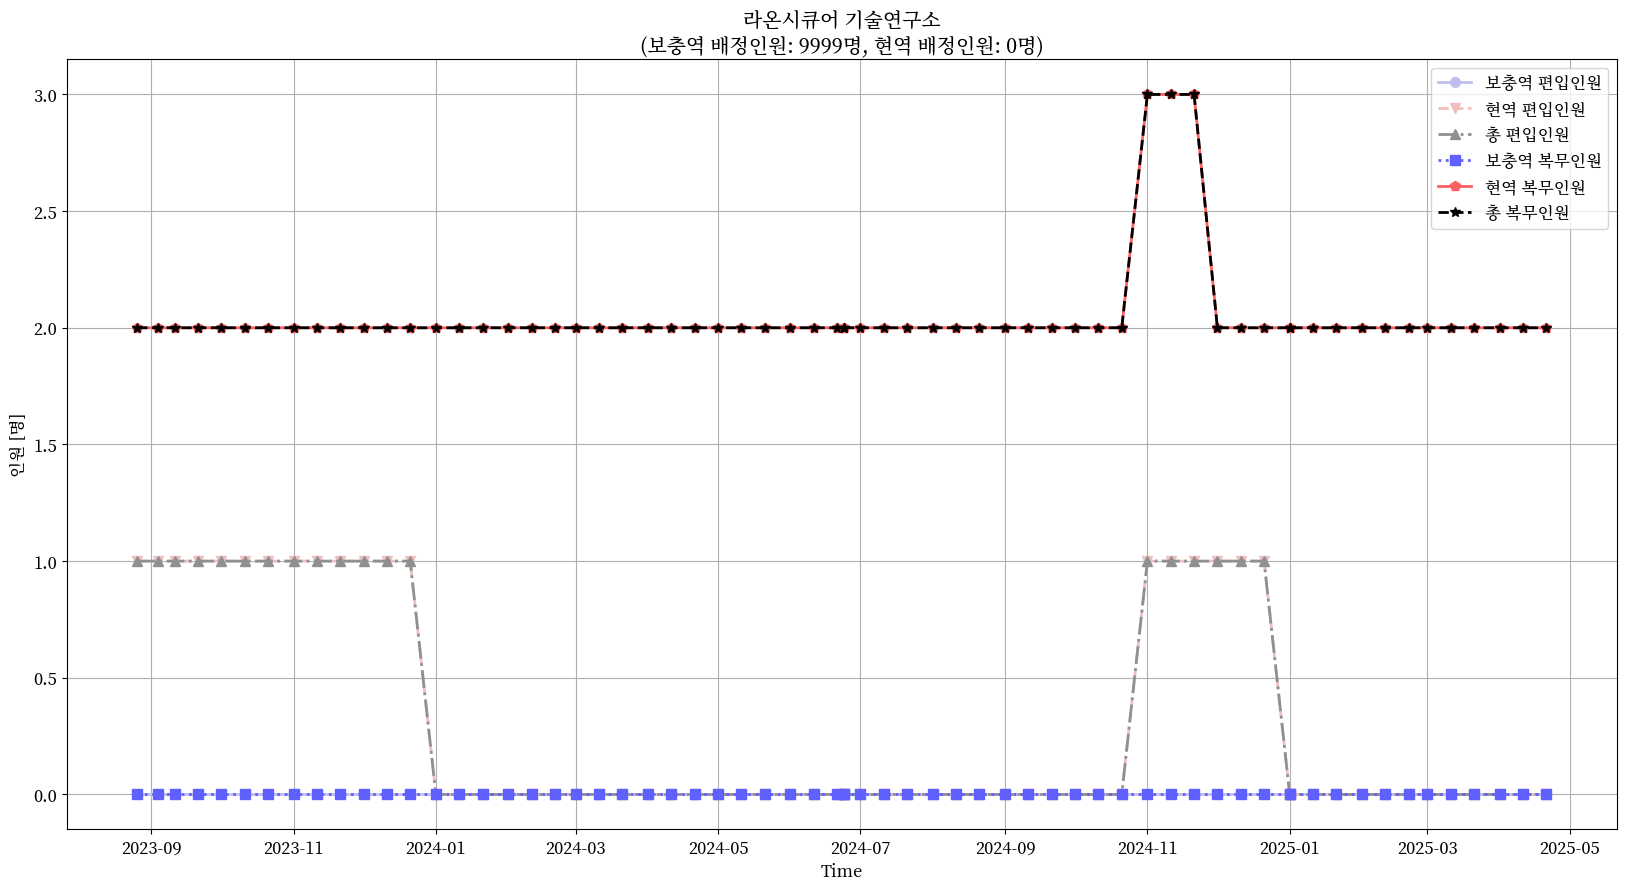 라온시큐어 기술연구소
(보충역 배정인원: 9999명, 현역 배정인원: 0명)
보충역 편입인원
현역 편입인원
총 편입인원
보충역 복무인원
현역 복무인원
총 복무인원
인원 [명]
3.0
2.5
2.0
1.5
1.0
0.5
0.0
2023-09 2023-11 2024-01 2024-03 2024-05 2024-07 2024-09 2024-11 2025-01 2025-03 2025-05
Time